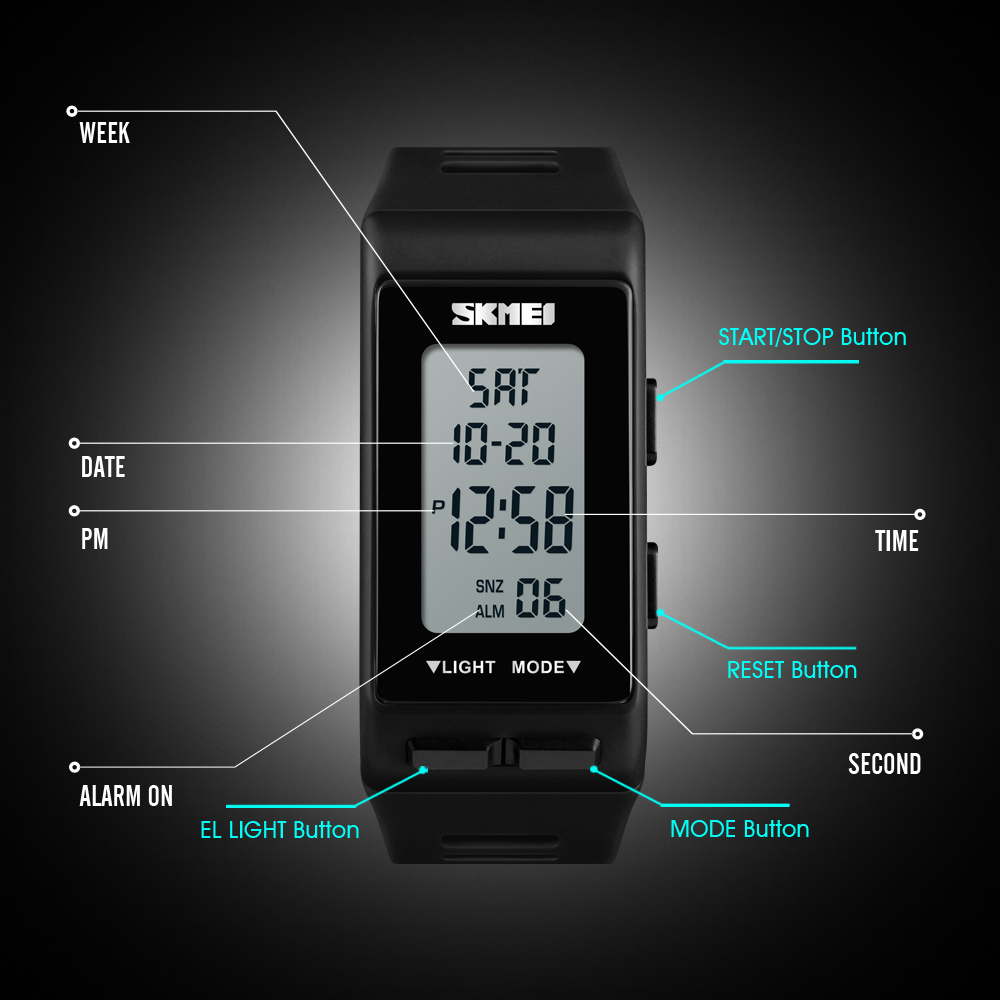 WEEK
SKMEI
START/STOP Button
SAT
10-20
DATE
P 12:58
PM
TIME
SNZ
ALM 06
RESET Button
▼LIGHT MODE▼
SECOND
ALARM ON
EL LIGHT Button
MODE Button